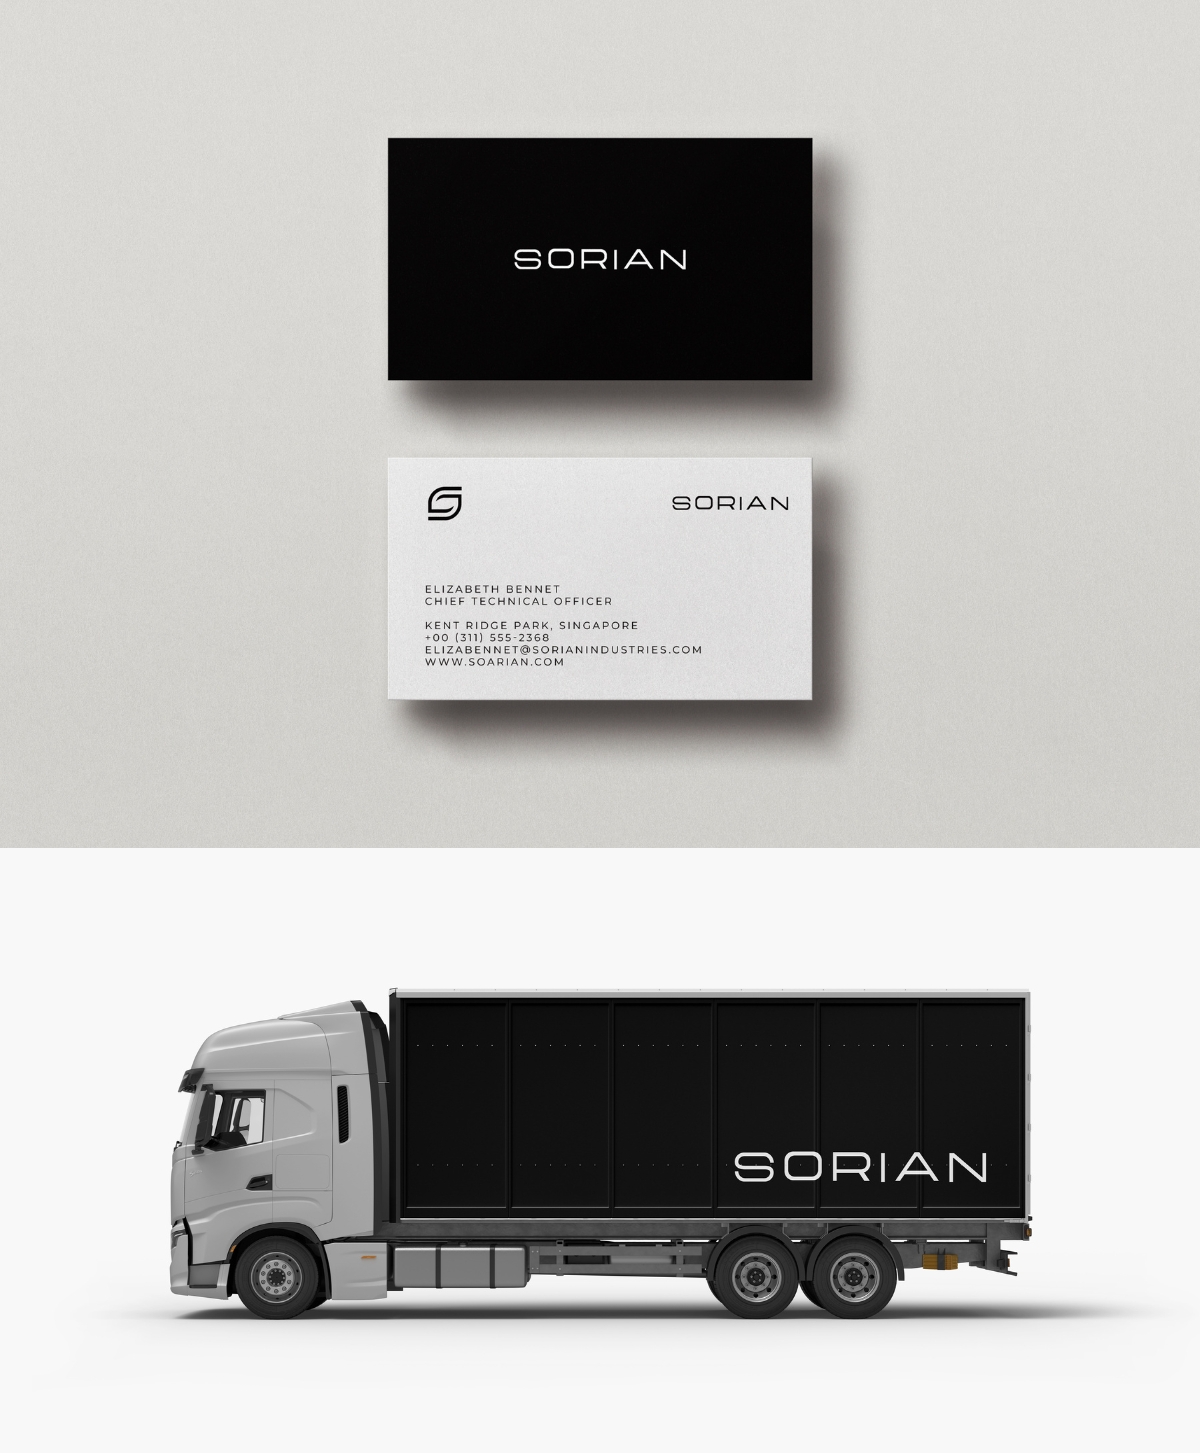 SORIAN
SORIAN
ELIZABETH BENNET
CHIEF TECHNICAL OFFICER
KENT RIDGE PARK, SINGAPORE
+00 (311) 555-2368
ELIZABENNET@SORIANINDUSTRIES.COM
WWW.SOARIAN.COM
SORIAN